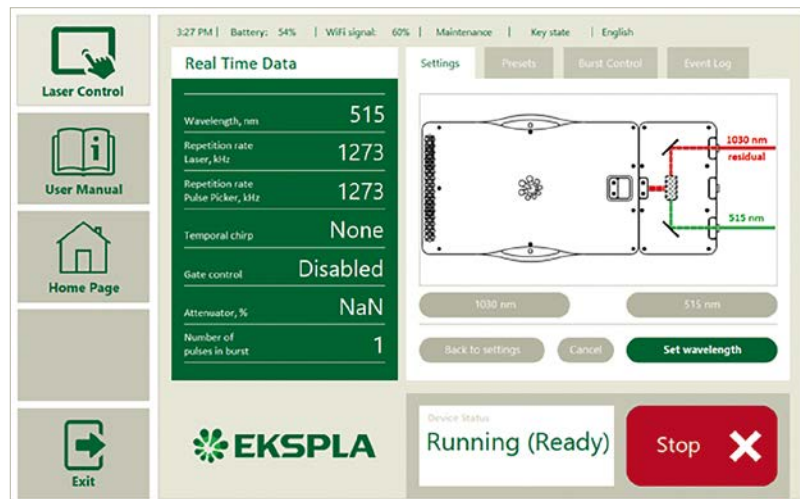 3:27 PM | Battery: 54% | WiFi signal: 60% | Maintenance | Key state | English
Laser Control
User Manual
Home Page
Exit
Real Time Data
Wavelength, nm 515
Repetition rate
Laser, kHz 1273
Repetition rate
Pulse Picker, kHz 1273
Temporal chirp None
Gate control Disabled
Attenuator, % NaN
Number of
pulses in burst 1
EKSPLA
Settings Presets Burst Control Event Log
1030 nm
residual
515 nm
1030 nm 515 nm
Back to settings Cancel Set wavelength
Device Status
Running (Ready)
Stop